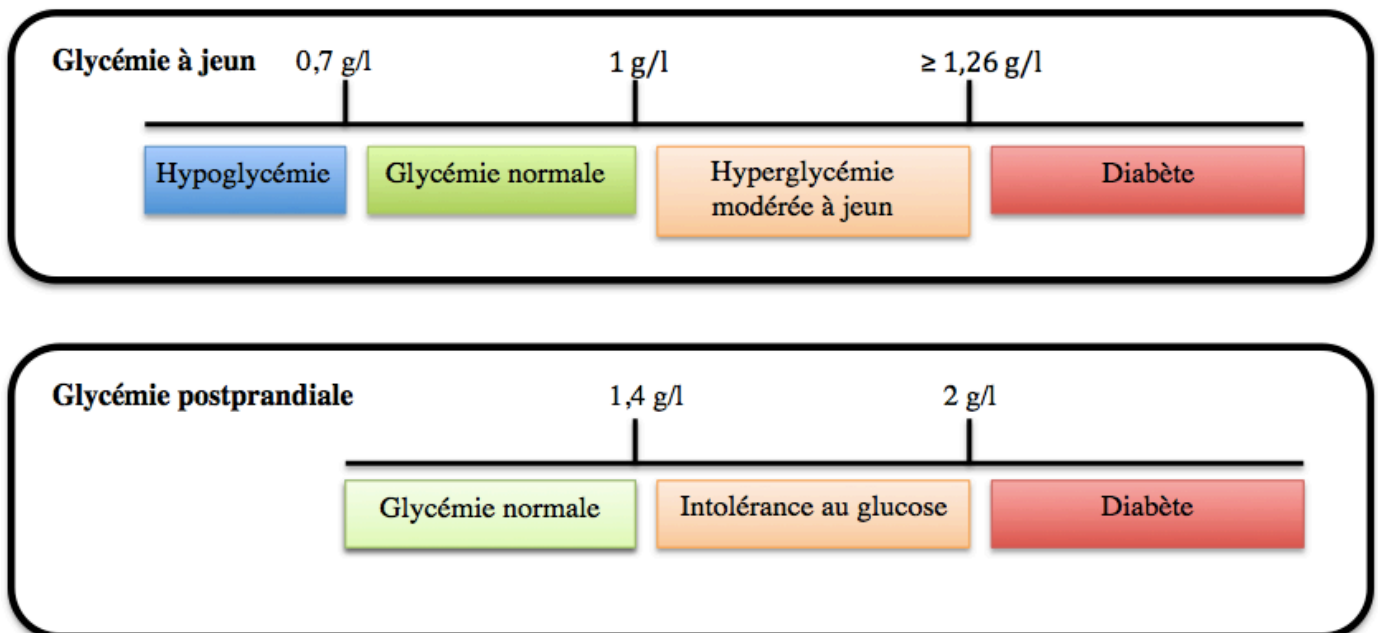 Glycémie à jeun 0,7 g/l 1 g/l ≥ 1,26 g/l
Hypoglycémie Glycémie normale Hyperglycémie modérée à jeun Diabète
Glycémie postprandiale 1,4 g/l 2 g/l
Glycémie normale Intolérance au glucose Diabète